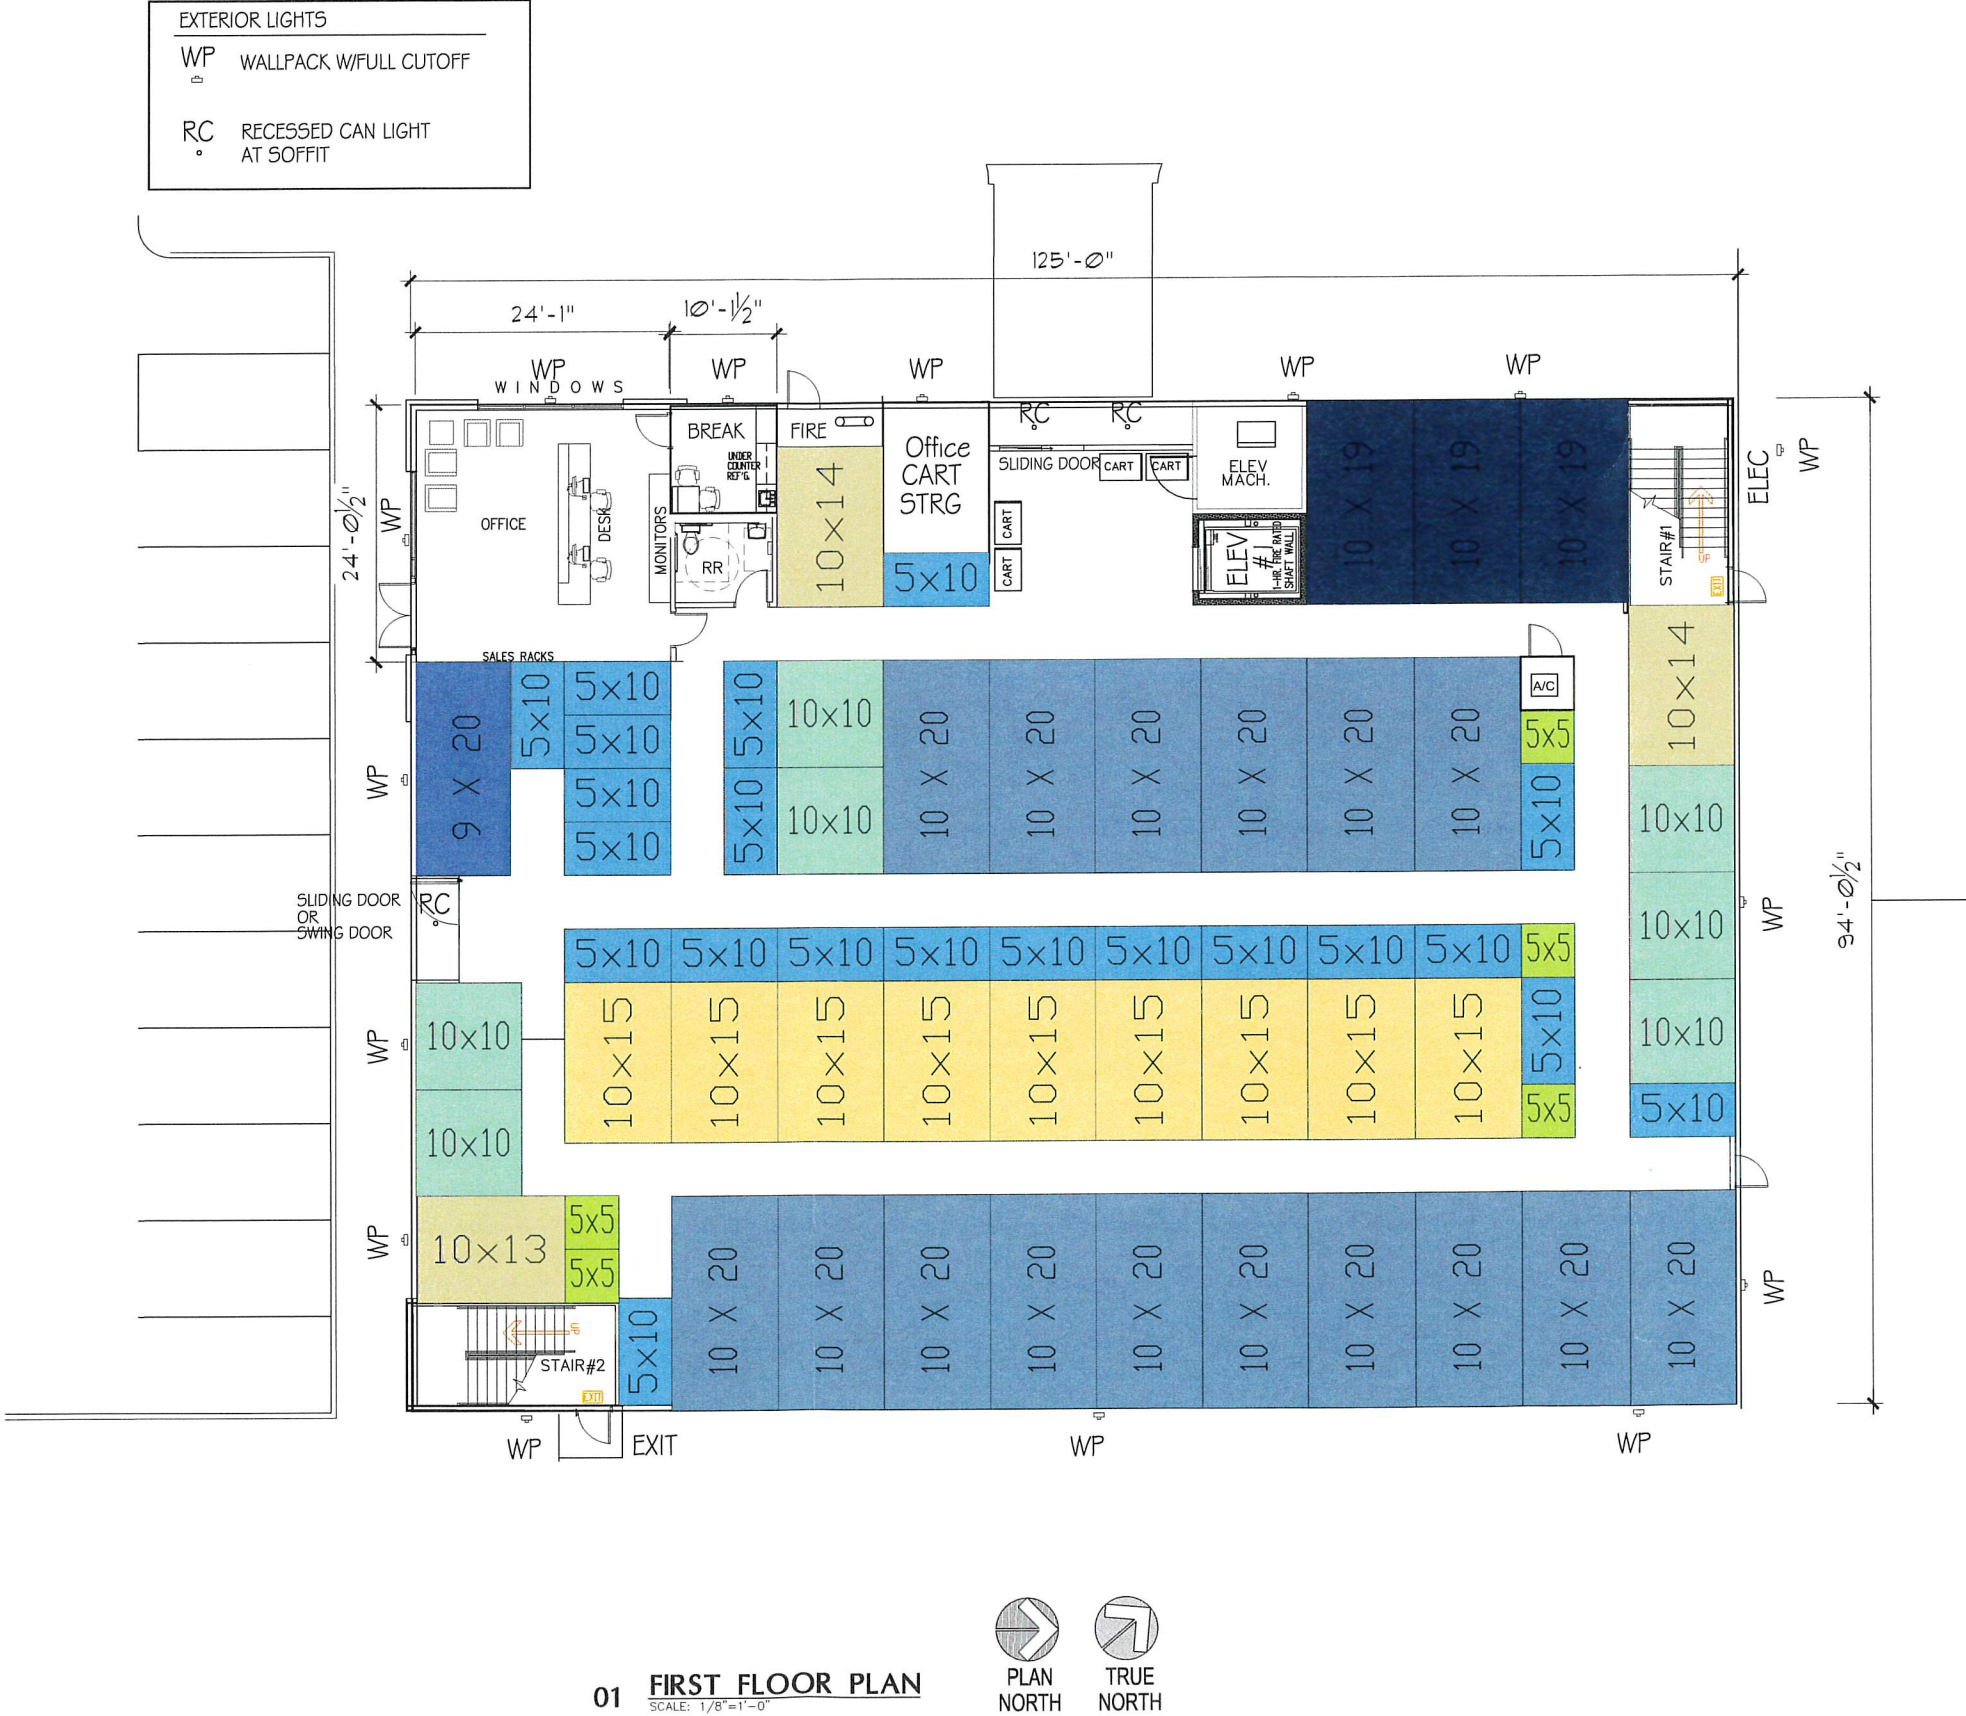 EXTERIOR LIGHTS
WP WALLPACK W/FULL CUTOFF
RC RECESSED CAN LIGHT
AT SOFFIT
125'-0"
24'-1" 10'-1½"
WP WP WP WP WP
WINDOWS
RC RC
BREAK FIRE
UNDER
COUNTER
REF'G.
Office
CART
STRG
SLIDING DOOR CART CART
ELEV
MACH.
10 X 19 10 X 19 10 X 19
ELEC WP
24'-0½" WP
OFFICE DESK MONITORS
10x14
CART
CART
RR
5x10
ELEV
#1
1-HR. FIRE RATED
SHAFT WALL
STAIR#1
UP
EXIT
SALES RACKS
9 X 20 5x10 5x10 5x10 10x10 10 X 20 10 X 20 10 X 20 10 X 20 10 X 20 10 X 20 A/C 10x14
5x10 5x5
WP 5x10 5x10 10x10 5x10 10x10
5x10
94'-0½"
SLIDING DOOR
OR
SWING DOOR
RC
WP
10x10
5x10 5x10 5x10 5x10 5x10 5x10 5x10 5x10 5x10 5x5
WP 10x10 10x15 10x15 10x15 10x15 10x15 10x15 10x15 10x15 10x15 5x10 10x10
10x10 5x5 5x10
WP 10x13 5x5
5x5
10 X 20 10 X 20 10 X 20 10 X 20 10 X 20 10 X 20 10 X 20 10 X 20 10 X 20 10 X 20 WP
UP
STAIR#2
EXIT
5x10
WP EXIT WP WP
PLAN
NORTH
TRUE
NORTH
01 FIRST FLOOR PLAN
SCALE: 1/8"=1'-0"